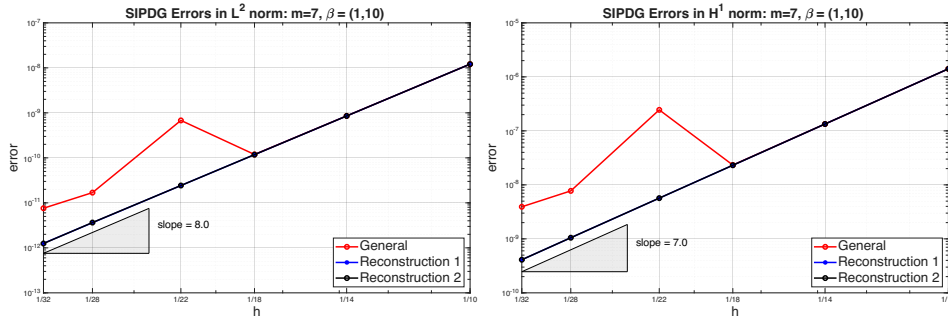 SIPDG Errors in L² norm: m=7, β = (1,10)
10⁻⁷
10⁻⁸
10⁻⁹
10⁻¹⁰
10⁻¹¹
10⁻¹²
10⁻¹³
error
slope = 8.0
General
Reconstruction 1
Reconstruction 2
1/32
1/28
1/22
1/18
1/14
1/10
h
SIPDG Errors in H¹ norm: m=7, β = (1,10)
10⁻⁵
10⁻⁶
10⁻⁷
10⁻⁸
10⁻⁹
10⁻¹⁰
error
slope = 7.0
General
Reconstruction 1
Reconstruction 2
1/32
1/28
1/22
1/18
1/14
1/
h